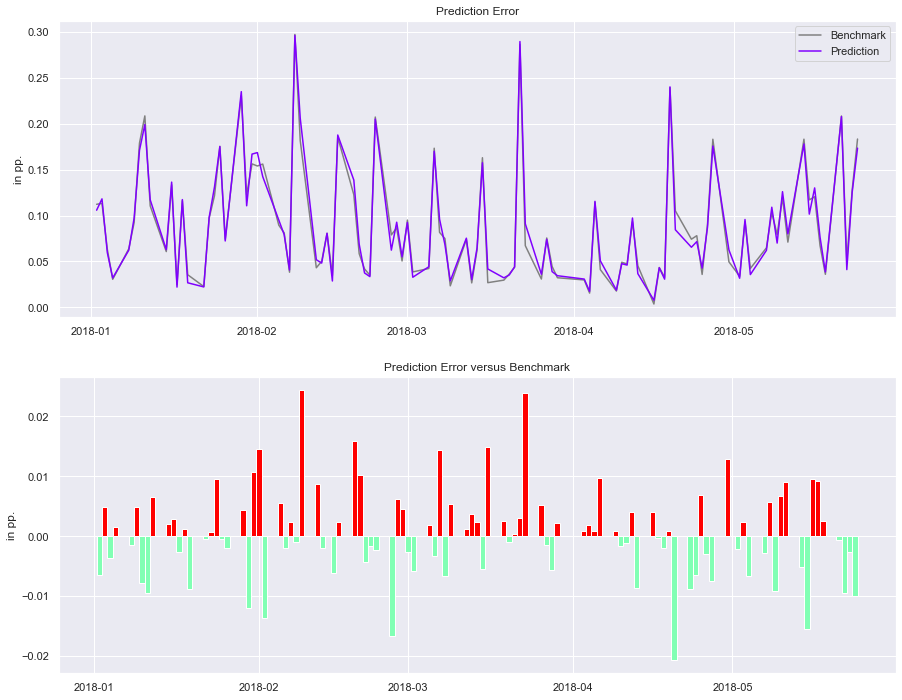 Prediction Error
in pp.
0.30
0.25
0.20
0.15
0.10
0.05
0.00
Benchmark
Prediction
2018-01 2018-02 2018-03 2018-04 2018-05
Prediction Error versus Benchmark
in pp.
0.02
0.01
0.00
−0.01
−0.02
2018-01 2018-02 2018-03 2018-04 2018-05